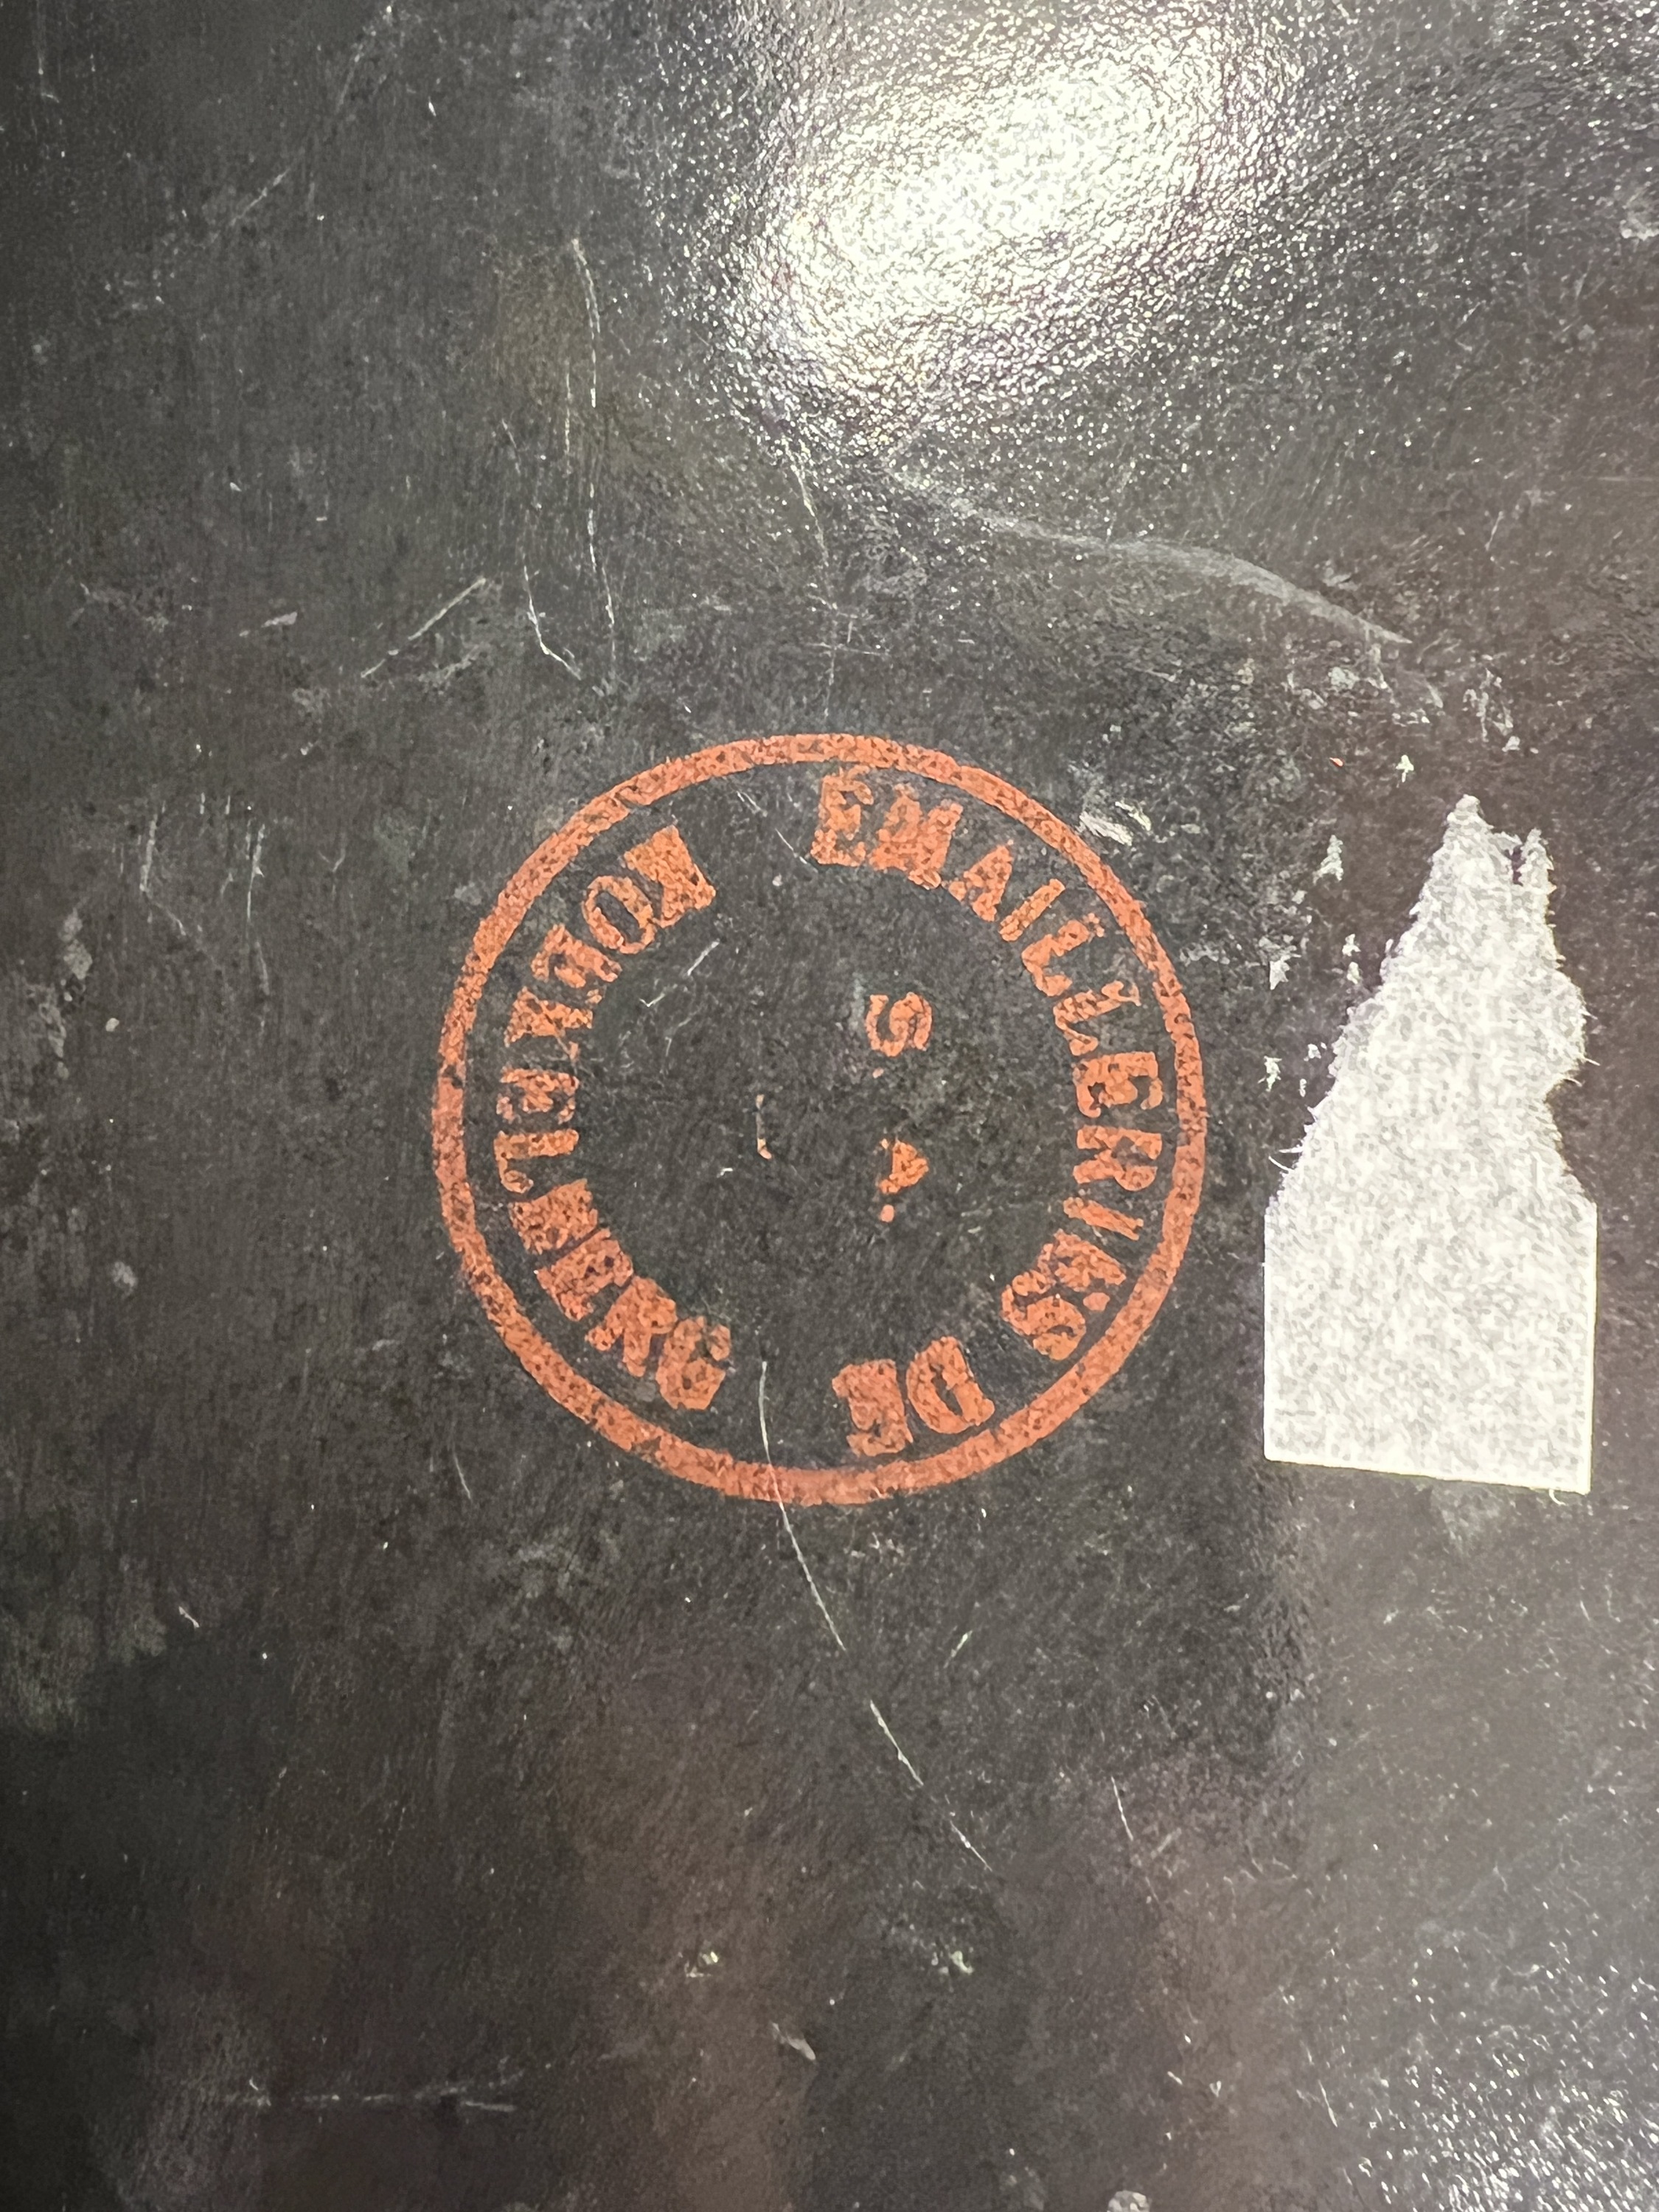 ÉMAILLERIES DE
S. A.
KOEKELBERG